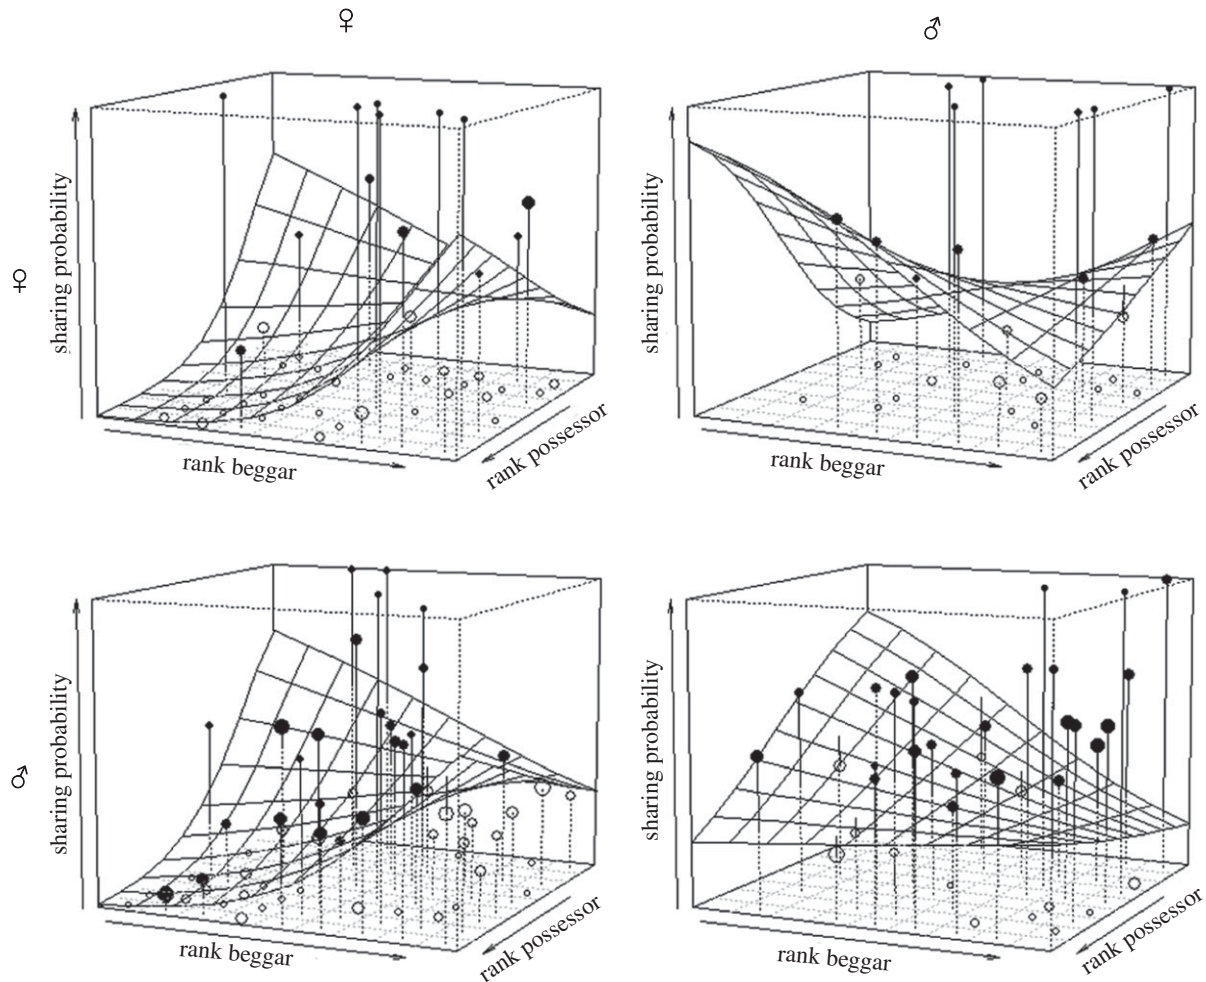 ♀ ♂
♀
sharing probability
rank beggar
rank possessor
sharing probability
rank beggar
rank possessor
♂
sharing probability
rank beggar
rank possessor
sharing probability
rank beggar
rank possessor